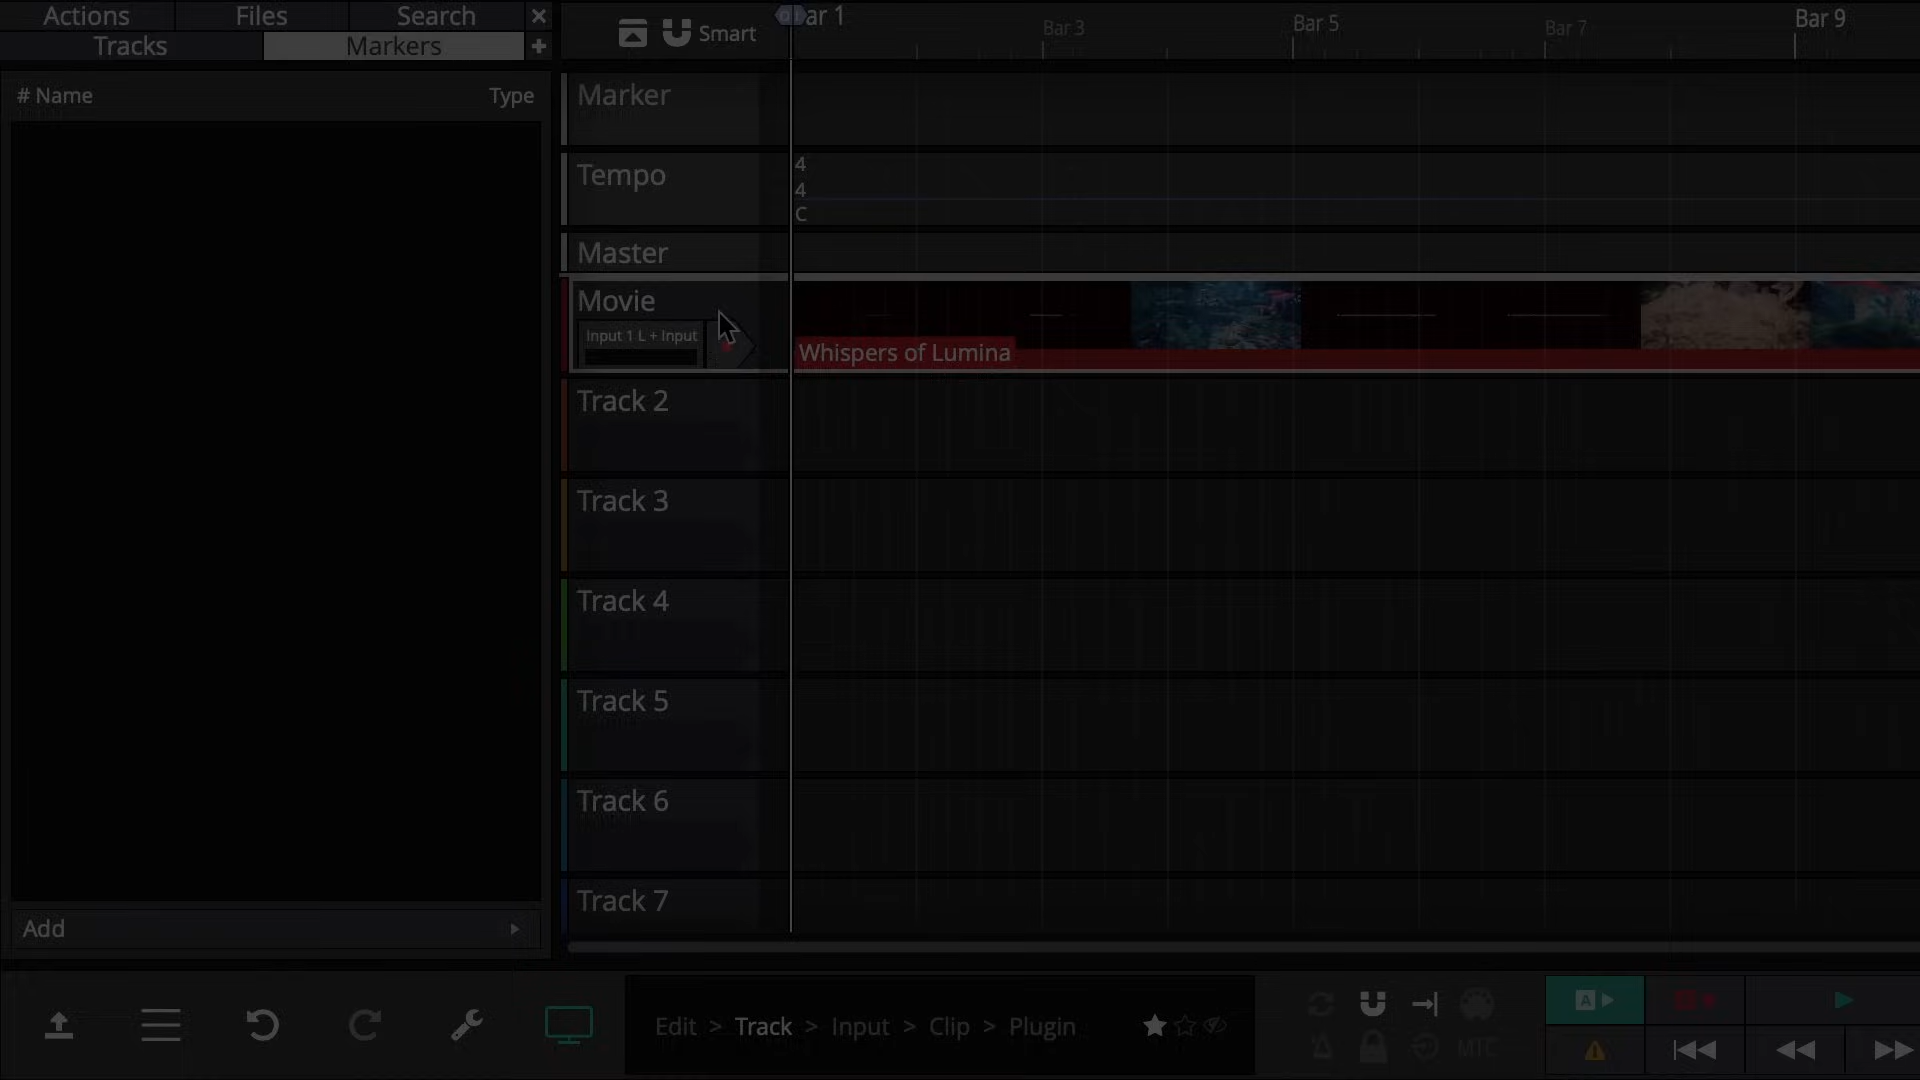 Actions Files Search
Tracks Markers
# Name Type
Add
Smart
ar 1 Bar 3 Bar 5 Bar 7 Bar 9
Marker
Tempo
4
4
C
Master
Movie
Input 1 L + Input
Whispers of Lumina
Track 2
Track 3
Track 4
Track 5
Track 6
Track 7
Edit > Track > Input > Clip > Plugin
MTC
A